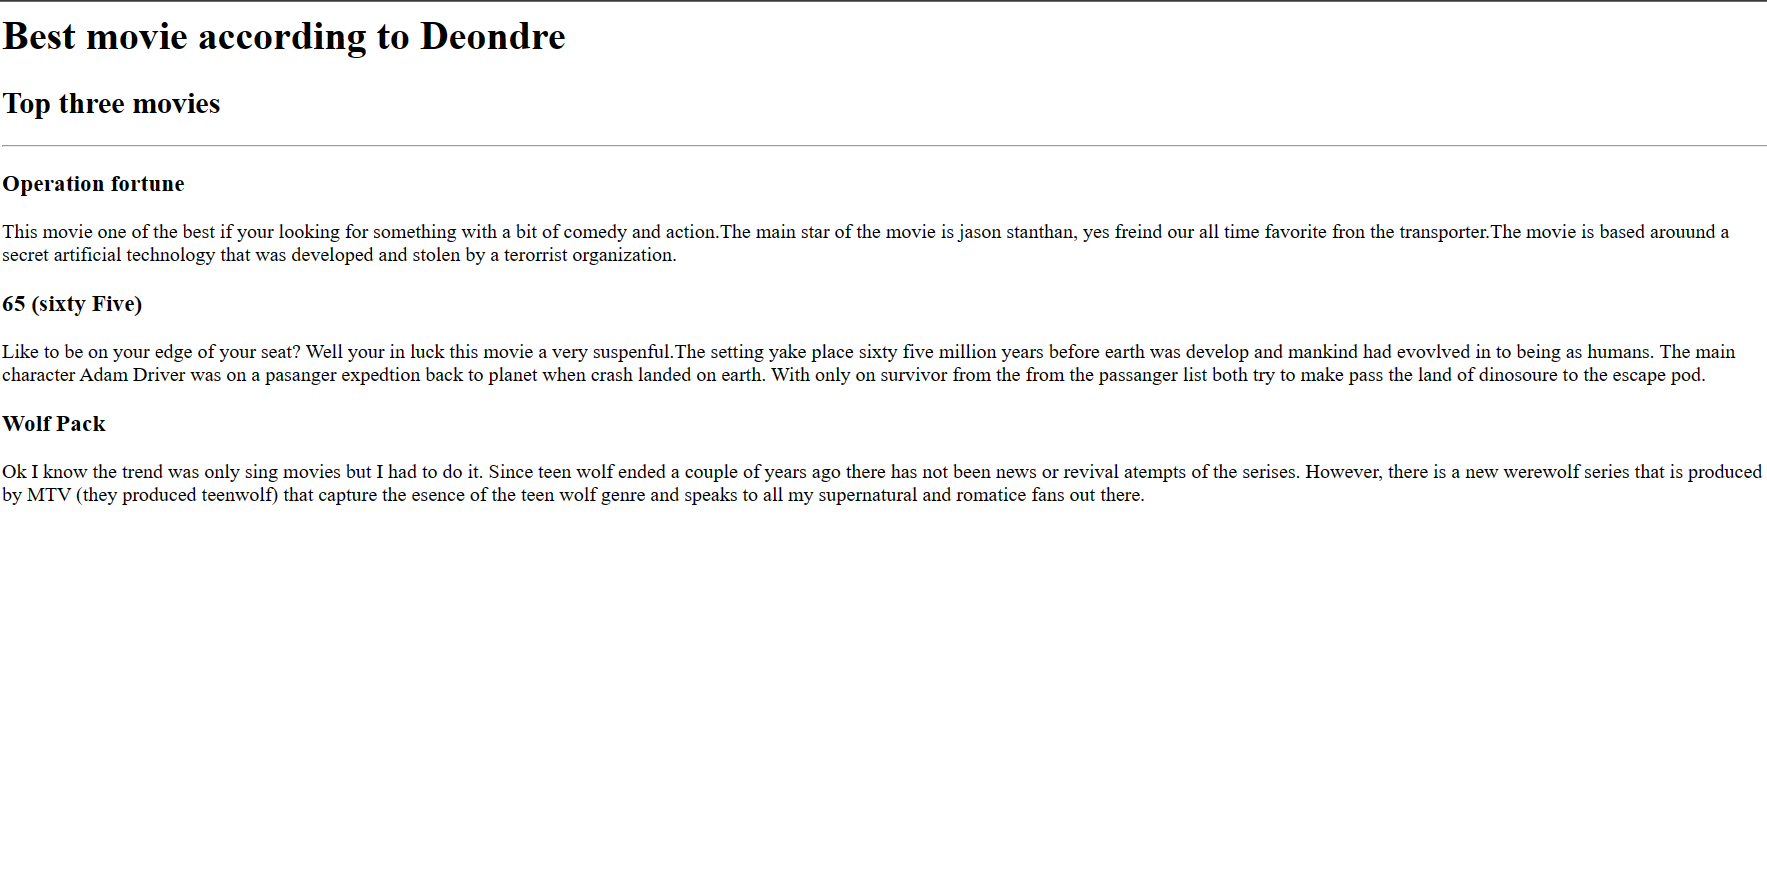 Best movie according to Deondre
Top three movies
Operation fortune
This movie one of the best if your looking for something with a bit of comedy and action.The main star of the movie is jason stanthan, yes freind our all time favorite fron the transporter.The movie is based arouund a
secret artificial technology that was developed and stolen by a terorrist organization.
65 (sixty Five)
Like to be on your edge of your seat? Well your in luck this movie a very suspenful.The setting yake place sixty five million years before earth was develop and mankind had evovlved in to being as humans. The main
character Adam Driver was on a pasanger expedtion back to planet when crash landed on earth. With only on survivor from the from the passanger list both try to make pass the land of dinosoure to the escape pod.
Wolf Pack
Ok I know the trend was only sing movies but I had to do it. Since teen wolf ended a couple of years ago there has not been news or revival atempts of the serises. However, there is a new werewolf series that is produced
by MTV (they produced teenwolf) that capture the esence of the teen wolf genre and speaks to all my supernatural and romatice fans out there.